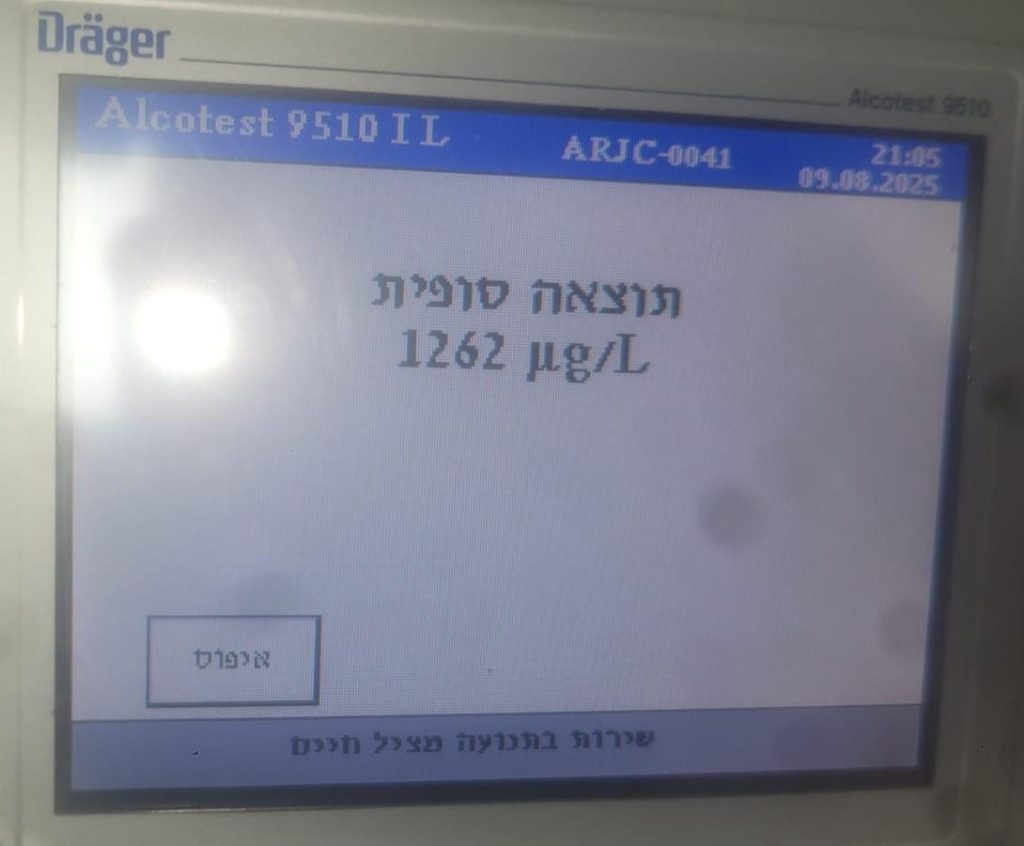 Dräger
Alcotest 9510
Alcotest 9510 IL
ARJC-0041
21:05
09.08.2025
תוצאה סופית
1262 µg/L
איפוס
שירות בתנועה מציל חיים